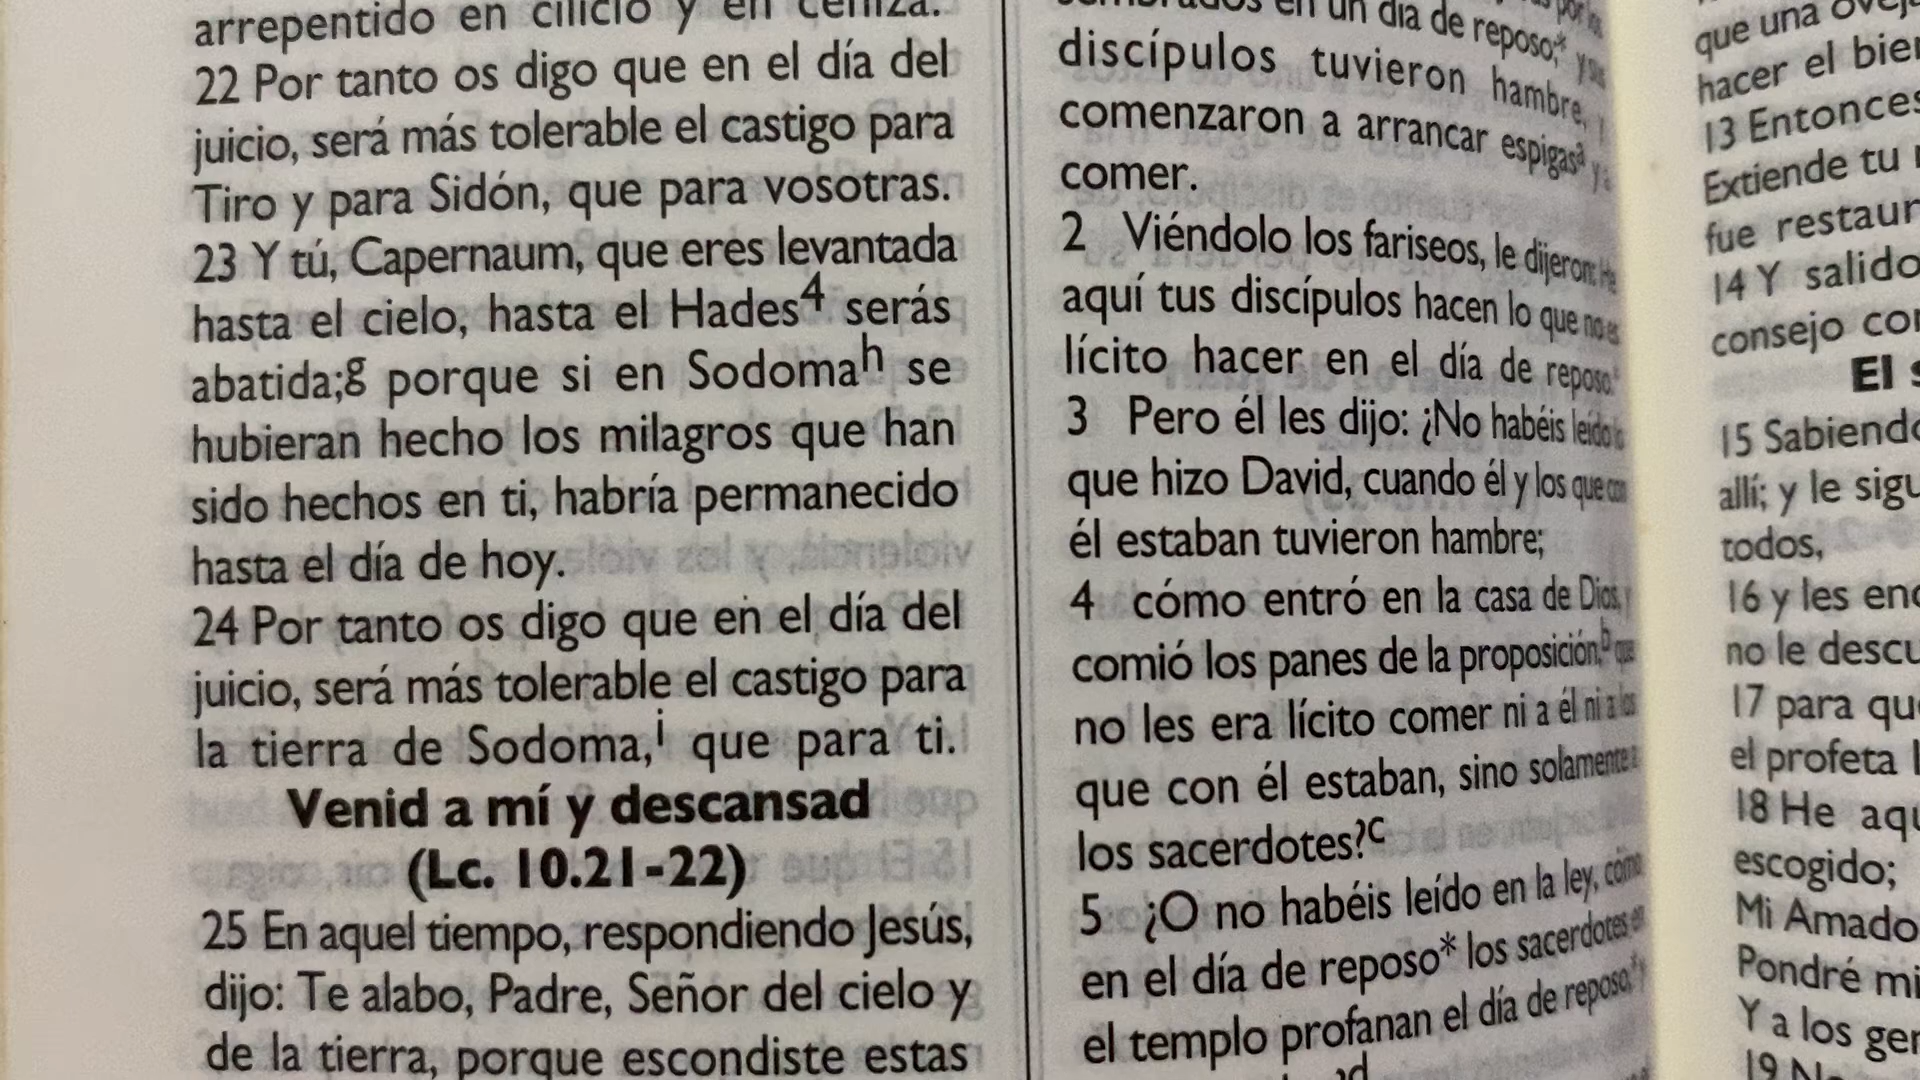 arrepentido en cilicio y en ceniza.
22 Por tanto os digo que en el día del
juicio, será más tolerable el castigo para
Tiro y para Sidón, que para vosotras.
23 Y tú, Capernaum, que eres levantada
hasta el cielo, hasta el Hades4 serás
abatida;g porque si en Sodomah se
hubieran hecho los milagros que han
sido hechos en ti, habría permanecido
hasta el día de hoy.
24 Por tanto os digo que en el día del
juicio, será más tolerable el castigo para
la tierra de Sodoma,i que para ti.
Venid a mí y descansad
(Lc. 10.21-22)
25 En aquel tiempo, respondiendo Jesús,
dijo: Te alabo, Padre, Señor del cielo y
de la tierra, porque escondiste estas
en un día de reposo;*
discípulos tuvieron hambre,
comenzaron a arrancar espigasa
comer.
2 Viéndolo los fariseos, le dijeron: He
aquí tus discípulos hacen lo que no es
lícito hacer en el día de reposo.*
3 Pero él les dijo: ¿No habéis leído lo
que hizo David, cuando él y los que con
él estaban tuvieron hambre;
4 cómo entró en la casa de Dios, y
comió los panes de la proposición,b que
no les era lícito comer ni a él ni a los
que con él estaban, sino solamente a
los sacerdotes?c
5 ¿O no habéis leído en la ley, cómo
en el día de reposo* los sacerdotes en
el templo profanan el día de reposo,*
que una
hacer el
13 Entonces
Extiende tu
fue
14 Y salido
consejo
El
15
allí; y le
todos,
16 y les
no le
17 para
el profeta
18 He
escogido;
Mi Amado
Pondré
Y a los
19